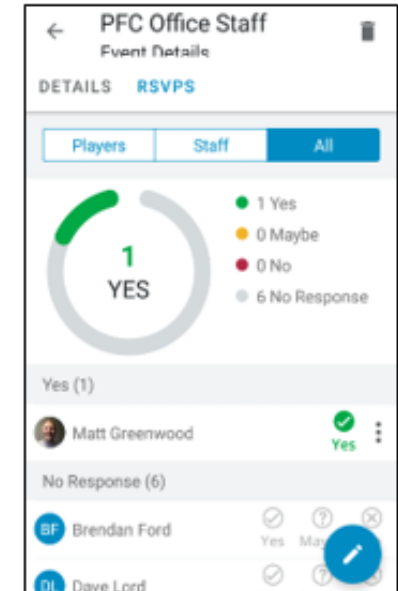 PFC Office Staff
Event Details
DETAILS RSVPS
Players Staff All
1 Yes
0 Maybe
0 No
6 No Response
1
YES
Yes (1)
Matt Greenwood
Yes
No Response (6)
BF Brendan Ford
Yes May
DL Dave Lord